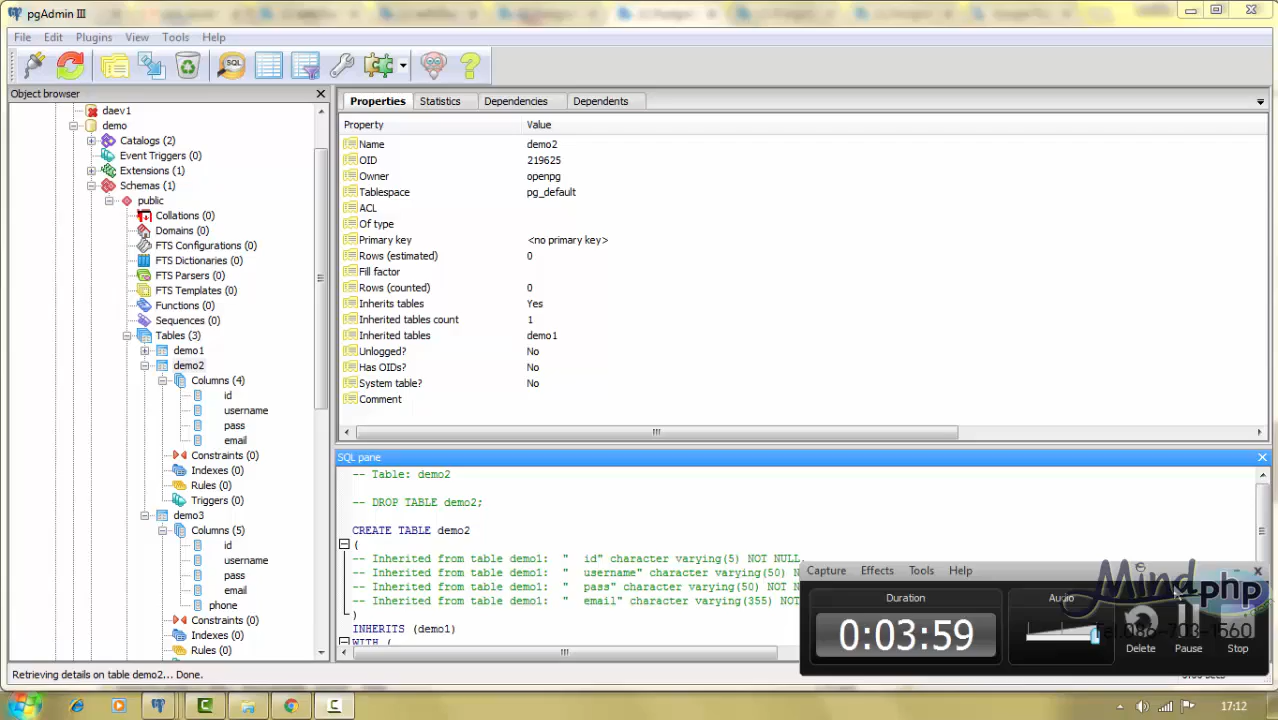 pgAdmin III
File Edit Plugins View Tools Help
SQL
Object browser
daev1
demo
Catalogs (2)
Event Triggers (0)
Extensions (1)
Schemas (1)
public
Collations (0)
Domains (0)
FTS Configurations (0)
FTS Dictionaries (0)
FTS Parsers (0)
FTS Templates (0)
Functions (0)
Sequences (0)
Tables (3)
demo1
demo2
Columns (4)
id
username
pass
email
Constraints (0)
Indexes (0)
Rules (0)
Triggers (0)
demo3
Columns (5)
id
username
pass
email
phone
Constraints (0)
Indexes (0)
Rules (0)
Properties Statistics Dependencies Dependents
Property Value
Name demo2
OID 219625
Owner openpg
Tablespace pg_default
ACL
Of type
Primary key <no primary key>
Rows (estimated) 0
Fill factor
Rows (counted) 0
Inherits tables Yes
Inherited tables count 1
Inherited tables demo1
Unlogged? No
Has OIDs? No
System table? No
Comment
SQL pane
-- Table: demo2
-- DROP TABLE demo2;
CREATE TABLE demo2
(
-- Inherited from table demo1: " id" character varying(5) NOT NULL,
-- Inherited from table demo1: " username" character varying(50) N
-- Inherited from table demo1: " pass" character varying(50) NOT N
-- Inherited from table demo1: " email" character varying(355) NOT
)
INHERITS (demo1)
WITH (
Capture Effects Tools Help
Duration
0:03:59
Audio
Delete Pause Stop
Mindphp
Tel.036-703-1560
Retrieving details on table demo2... Done.
17:12